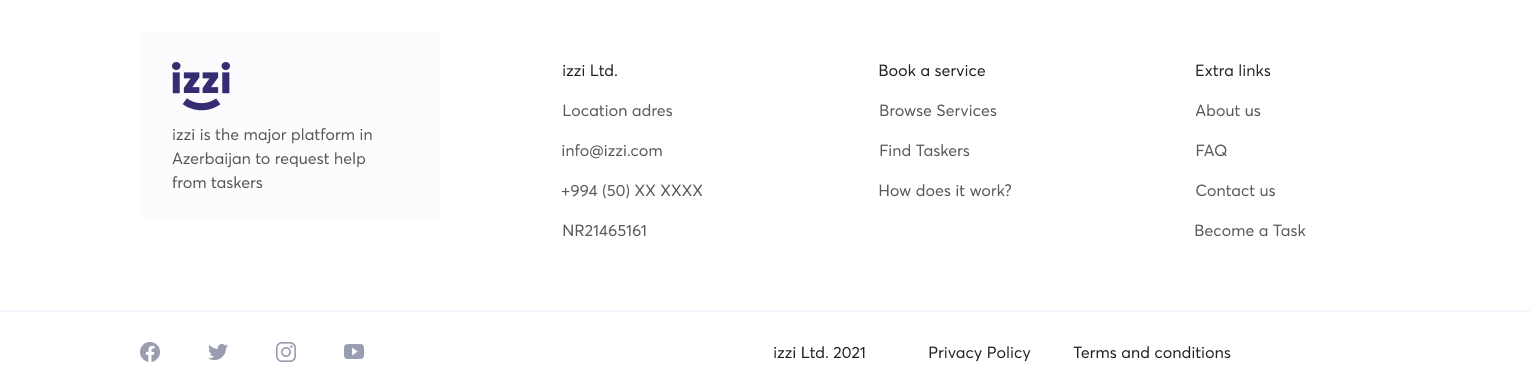 izzi
izzi is the major platform in
Azerbaijan to request help
from taskers
izzi Ltd.
Location adres
info@izzi.com
+994 (50) XX XXXX
NR21465161
Book a service
Browse Services
Find Taskers
How does it work?
Extra links
About us
FAQ
Contact us
Become a Task
izzi Ltd. 2021
Privacy Policy
Terms and conditions